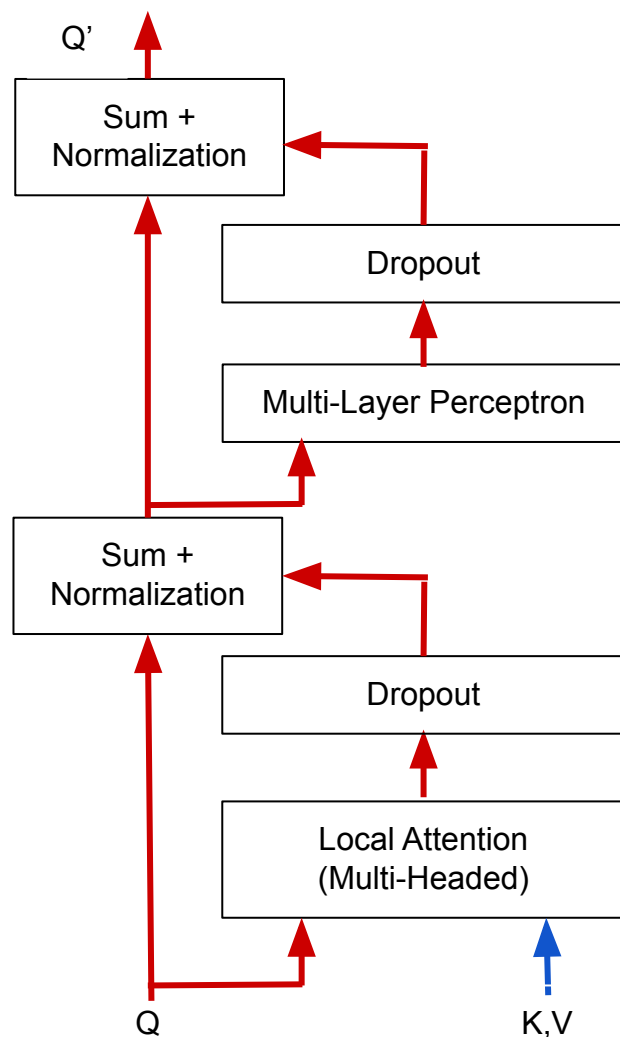 Q’
Sum +
Normalization
Dropout
Multi-Layer Perceptron
Sum +
Normalization
Dropout
Local Attention
(Multi-Headed)
Q
K,V